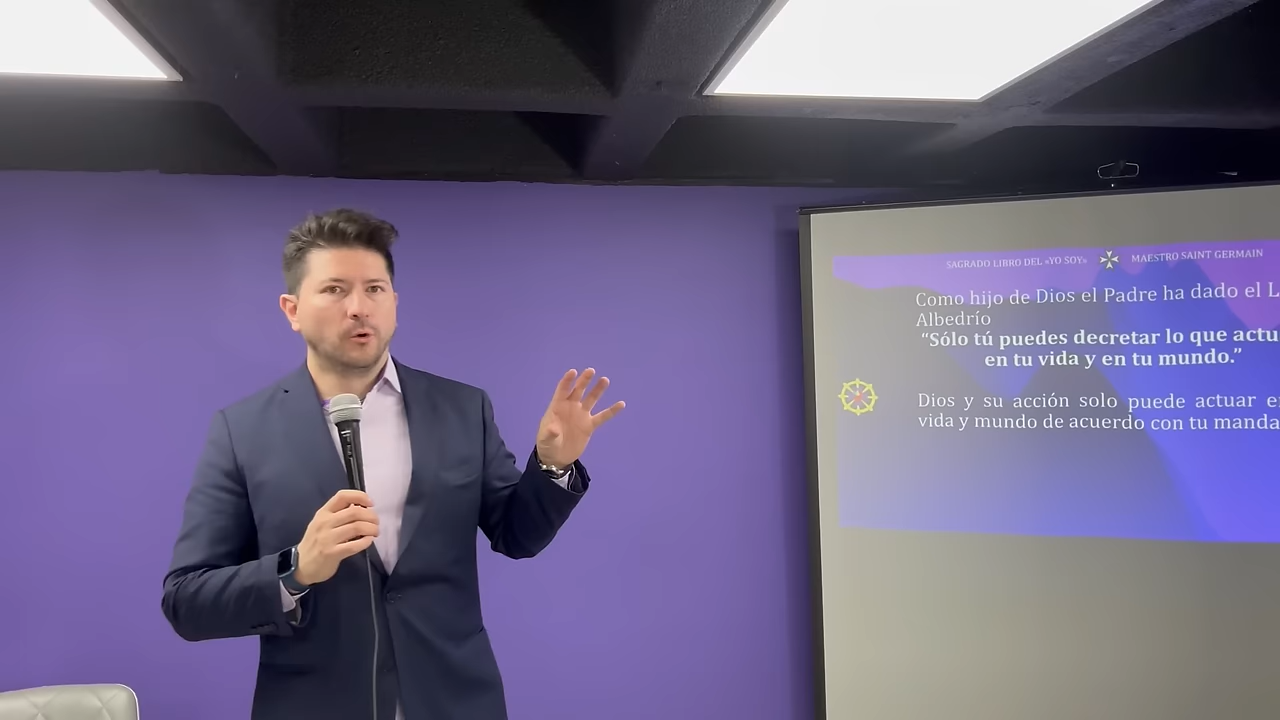 SAGRADO LIBRO DEL «YO SOY» MAESTRO SAINT GERMAIN
Como hijo de Dios el Padre ha dado el
Albedrío
“Sólo tú puedes decretar lo que
en tu vida y en tu mundo.”
Dios y su acción solo puede actuar
vida y mundo de acuerdo con tu